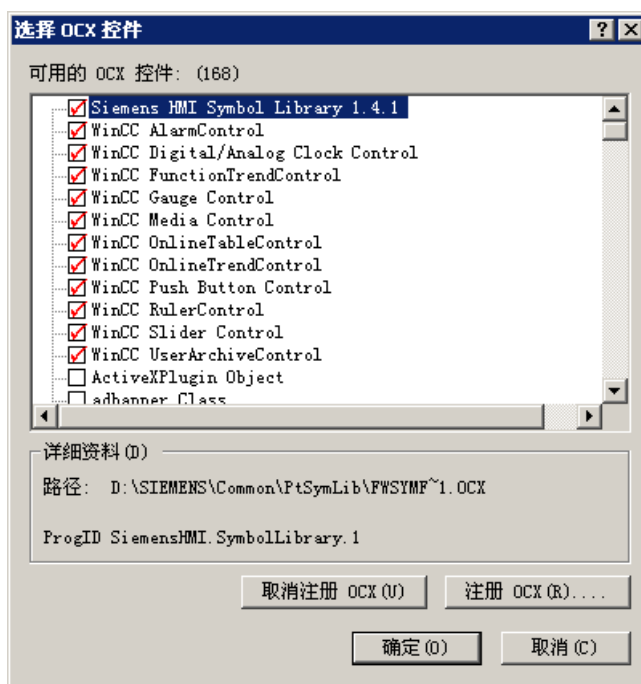 选择 OCX 控件
可用的 OCX 控件: (168)
Siemens HMI Symbol Library 1.4.1
WinCC AlarmControl
WinCC Digital/Analog Clock Control
WinCC FunctionTrendControl
WinCC Gauge Control
WinCC Media Control
WinCC OnlineTableControl
WinCC OnlineTrendControl
WinCC Push Button Control
WinCC RulerControl
WinCC Slider Control
WinCC UserArchiveControl
ActiveXPlugin Object
adbanner Class
详细资料(D)
路径: D:\SIEMENS\Common\PtSymLib\FWSYMF~1.OCX
ProgID SiemensHMI.SymbolLibrary.1
取消注册 OCX(U) 注册 OCX(R)....
确定(O) 取消(C)